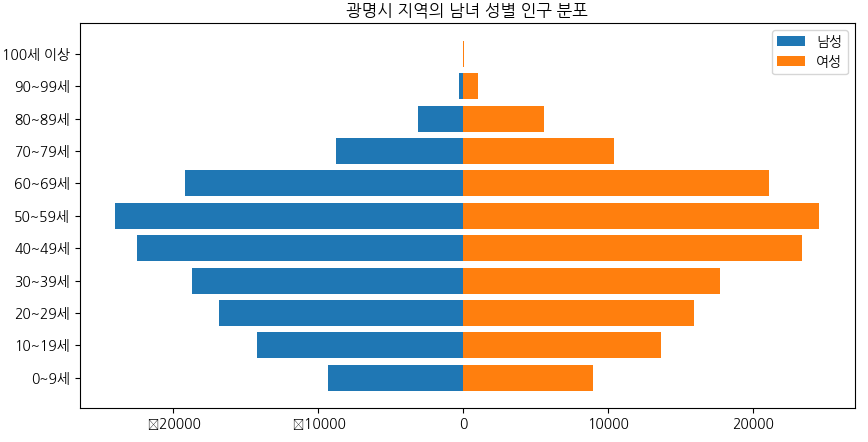 광명시 지역의 남녀 성별 인구 분포
남성
여성
100세 이상
90~99세
80~89세
70~79세
60~69세
50~59세
40~49세
30~39세
20~29세
10~19세
0~9세
□20000 □10000 0 10000 20000